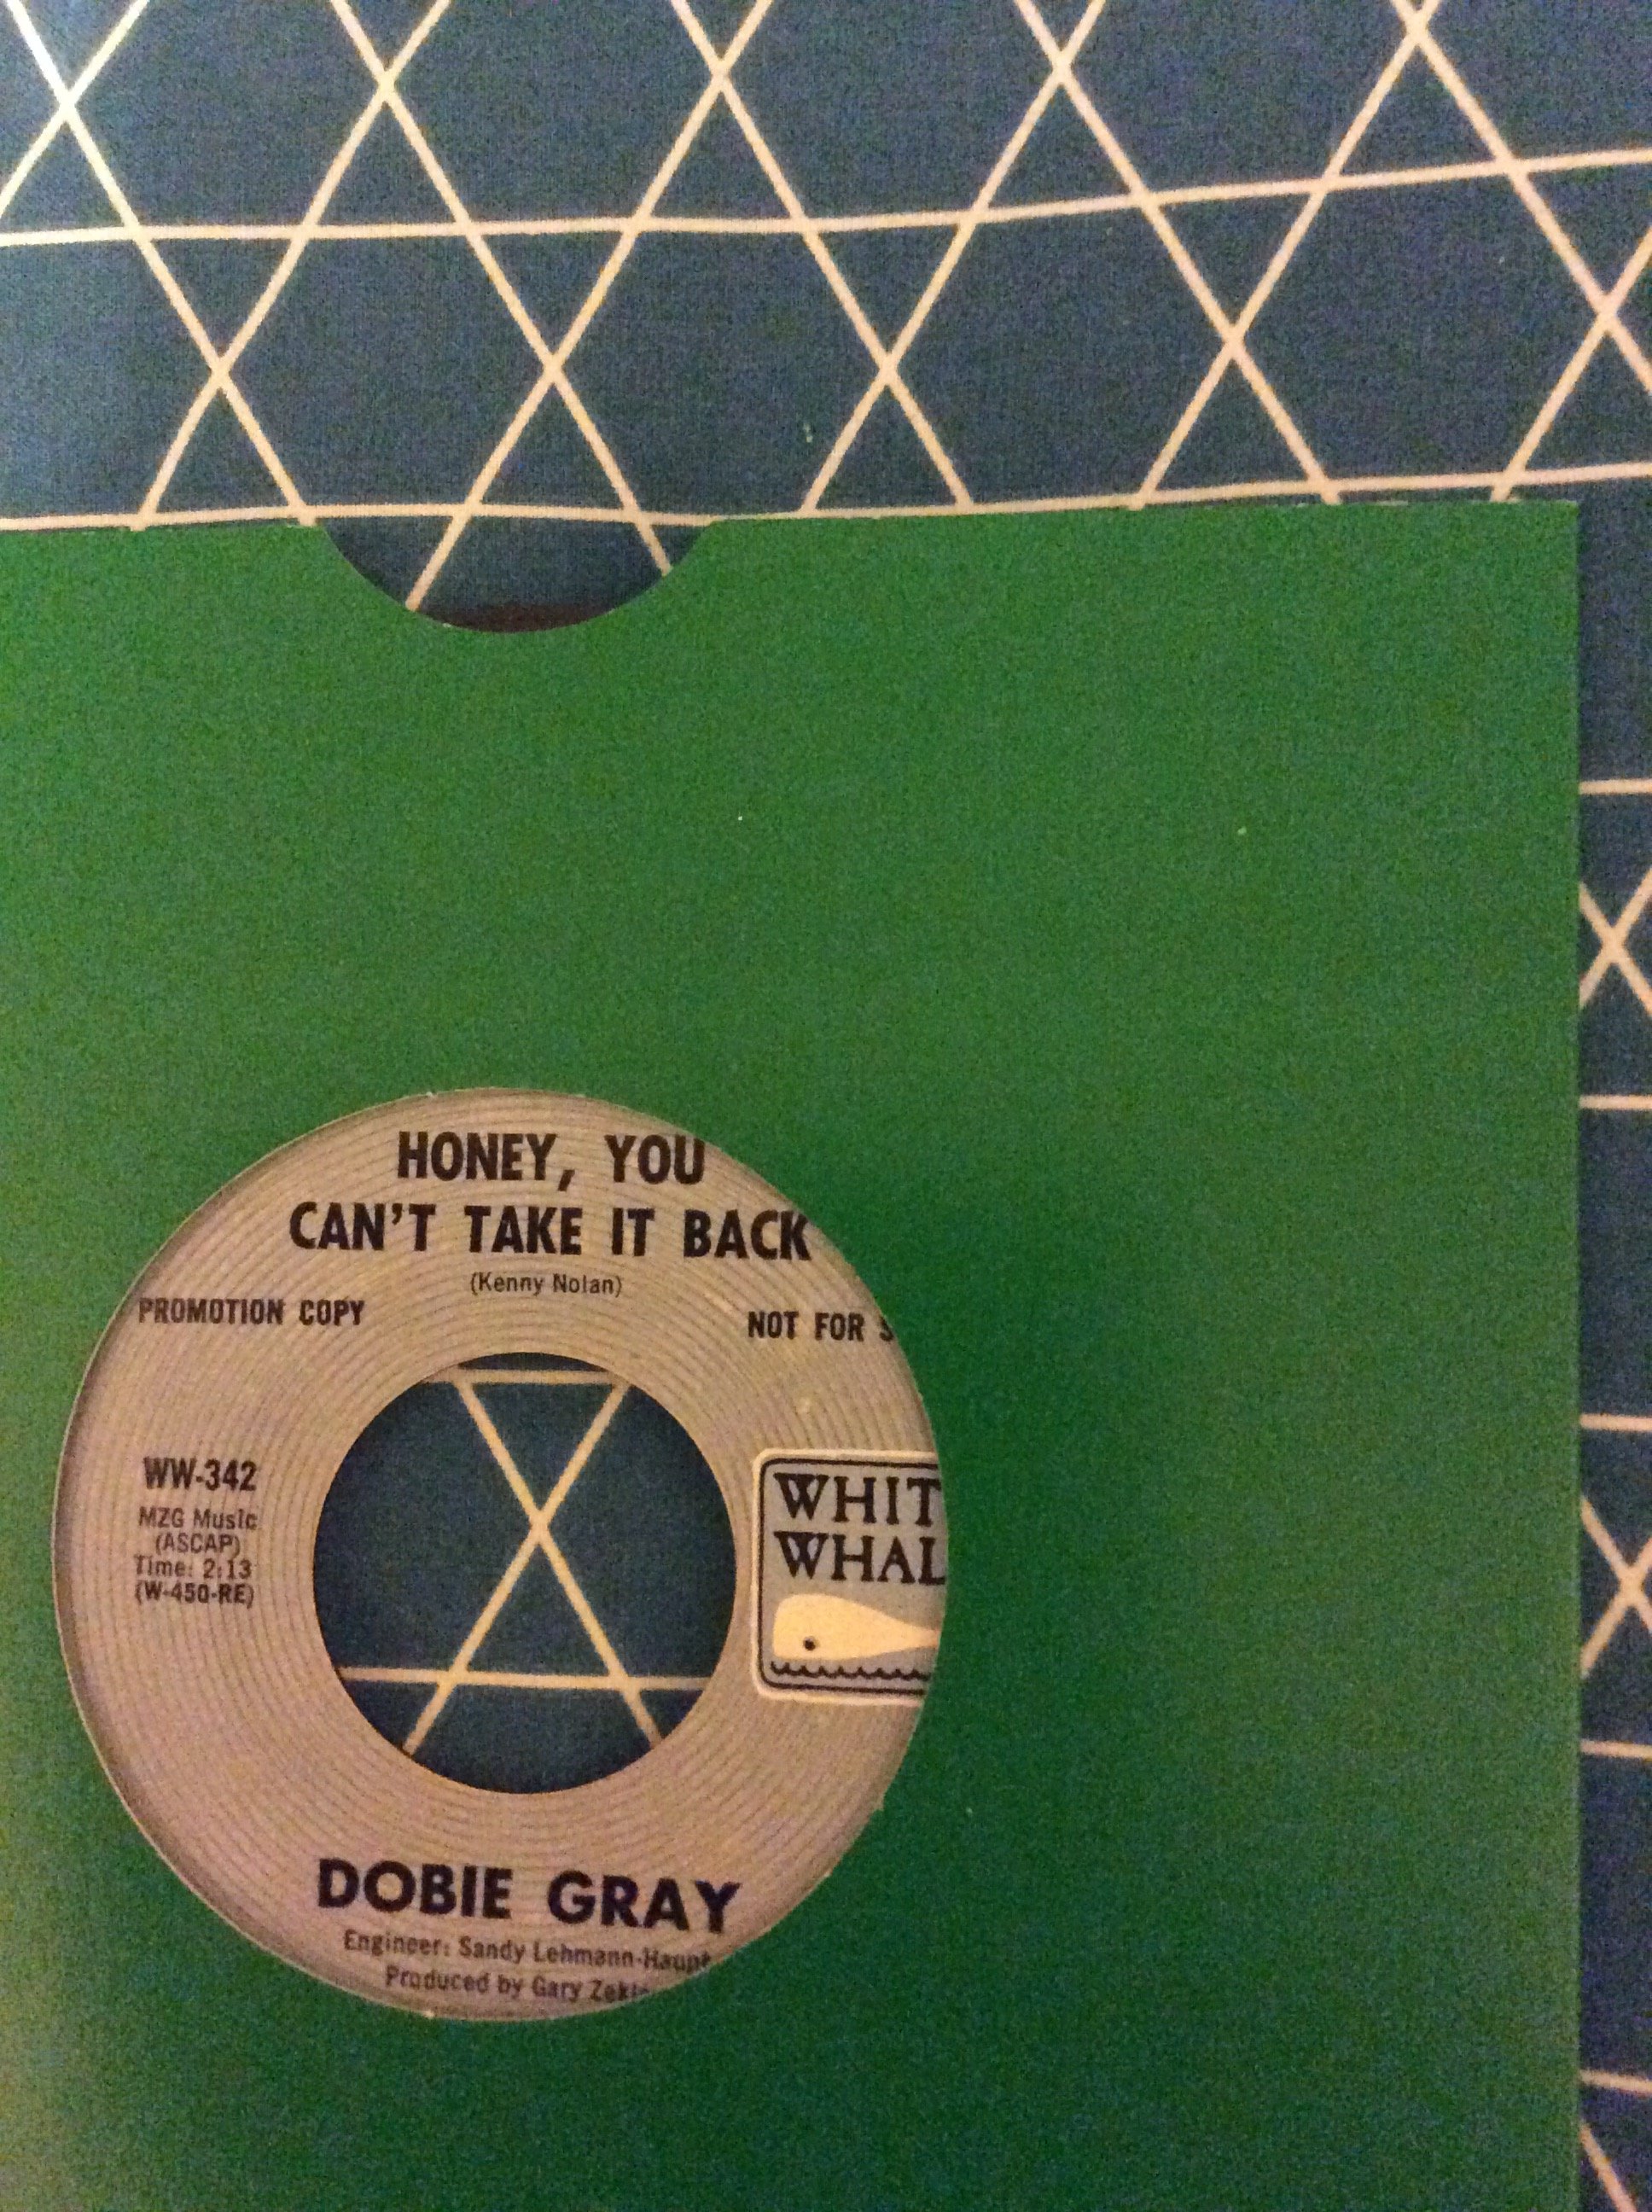 HONEY, YOU
CAN'T TAKE IT BACK
(Kenny Nolan)
PROMOTION COPY
NOT FOR S
WW-342
MZG Music
(ASCAP)
Time: 2:13
(W-450-RE)
WHIT
WHAL
DOBIE GRAY
Engineer: Sandy Lehmann-Haupt
Produced by Gary Zek